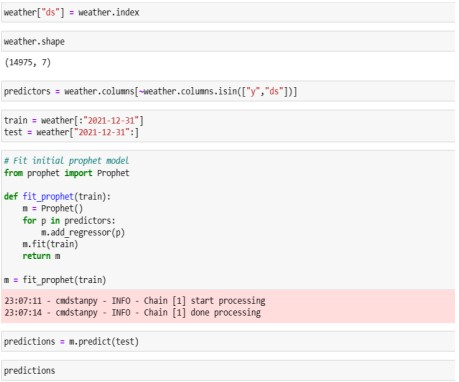 weather["ds"] = weather.index
weather.shape
(14975, 7)
predictors = weather.columns[~weather.columns.isin(["y","ds"])]
train = weather[:"2021-12-31"]
test = weather["2021-12-31":]
# Fit initial prophet model
from prophet import Prophet
def fit_prophet(train):
    m = Prophet()
    for p in predictors:
        m.add_regressor(p)
    m.fit(train)
    return m
m = fit_prophet(train)
23:07:11 - cmdstanpy - INFO - Chain [1] start processing
23:07:14 - cmdstanpy - INFO - Chain [1] done processing
predictions = m.predict(test)
predictions